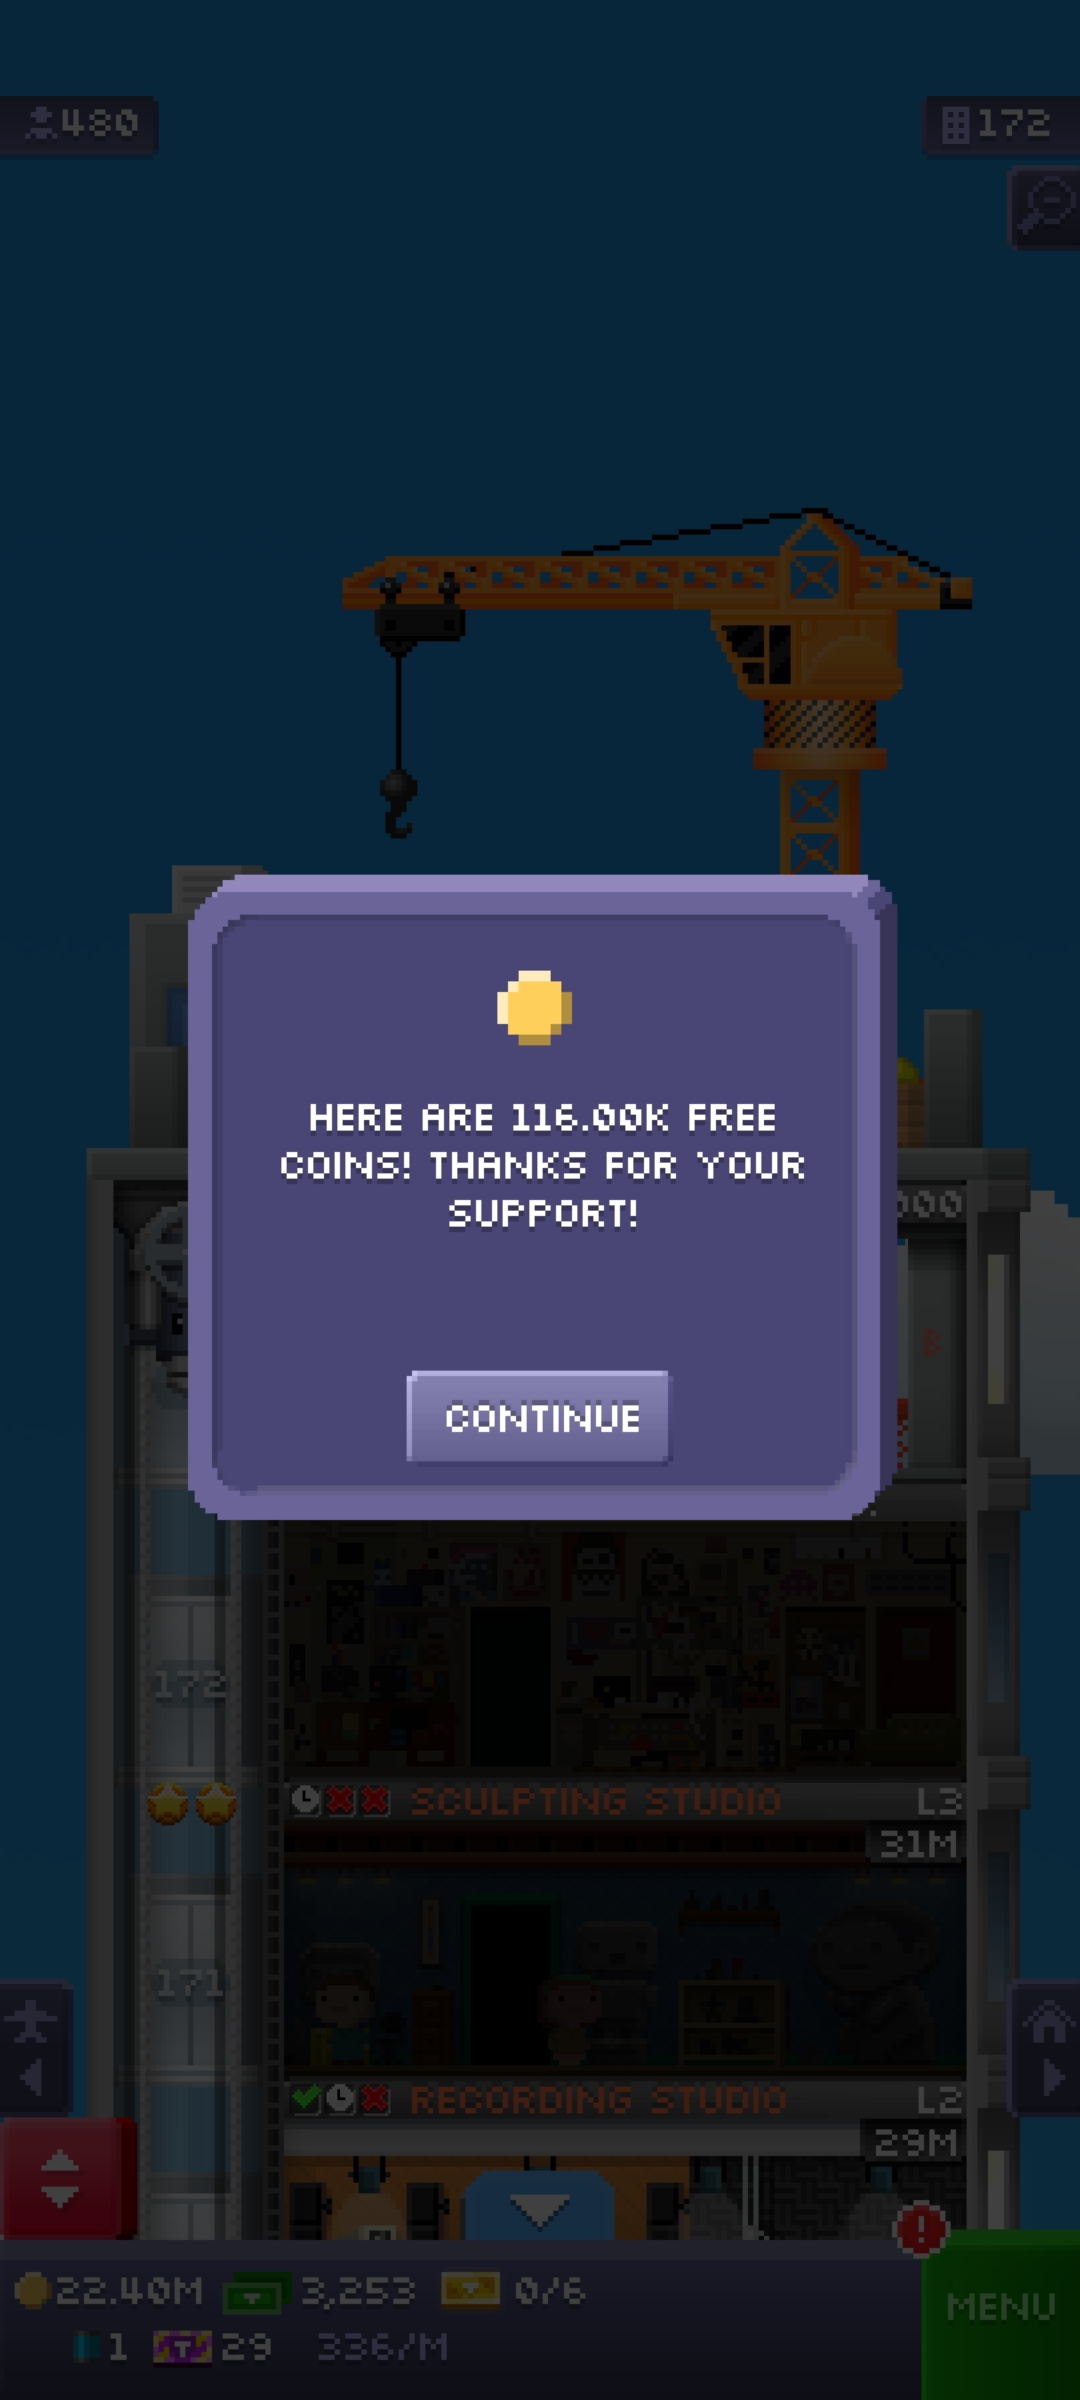 480
172
HERE ARE 116.00K FREE
COINS! THANKS FOR YOUR
SUPPORT!
000
B
CONTINUE
172
SCULPTING STUDIO L3
31M
171
RECORDING STUDIO L2
29M
22.40M 3,253 0/6
1 29 336/M
MENU